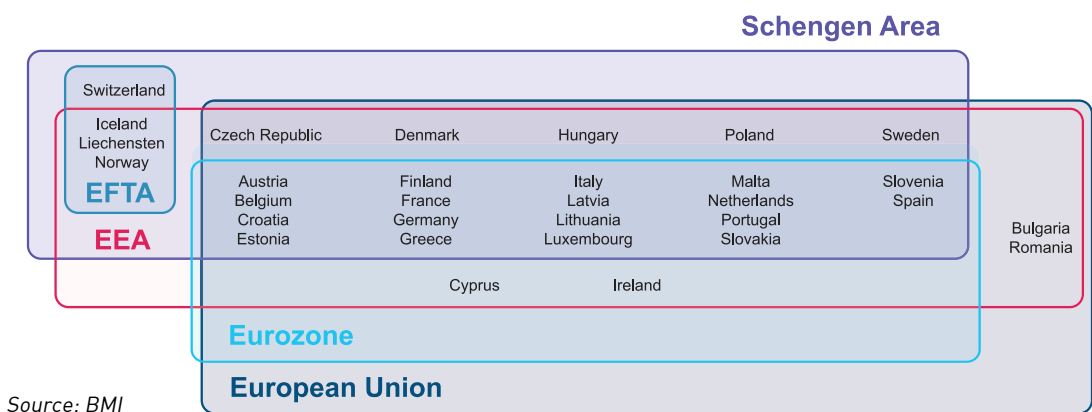 Schengen Area
Switzerland
Iceland
Liechensten
Norway
EFTA
EEA
Czech Republic Denmark Hungary Poland Sweden
Austria Finland Italy Malta Slovenia
Belgium France Latvia Netherlands Spain
Croatia Germany Lithuania Portugal
Estonia Greece Luxembourg Slovakia
Bulgaria
Romania
Cyprus Ireland
Eurozone
European Union
Source: BMI